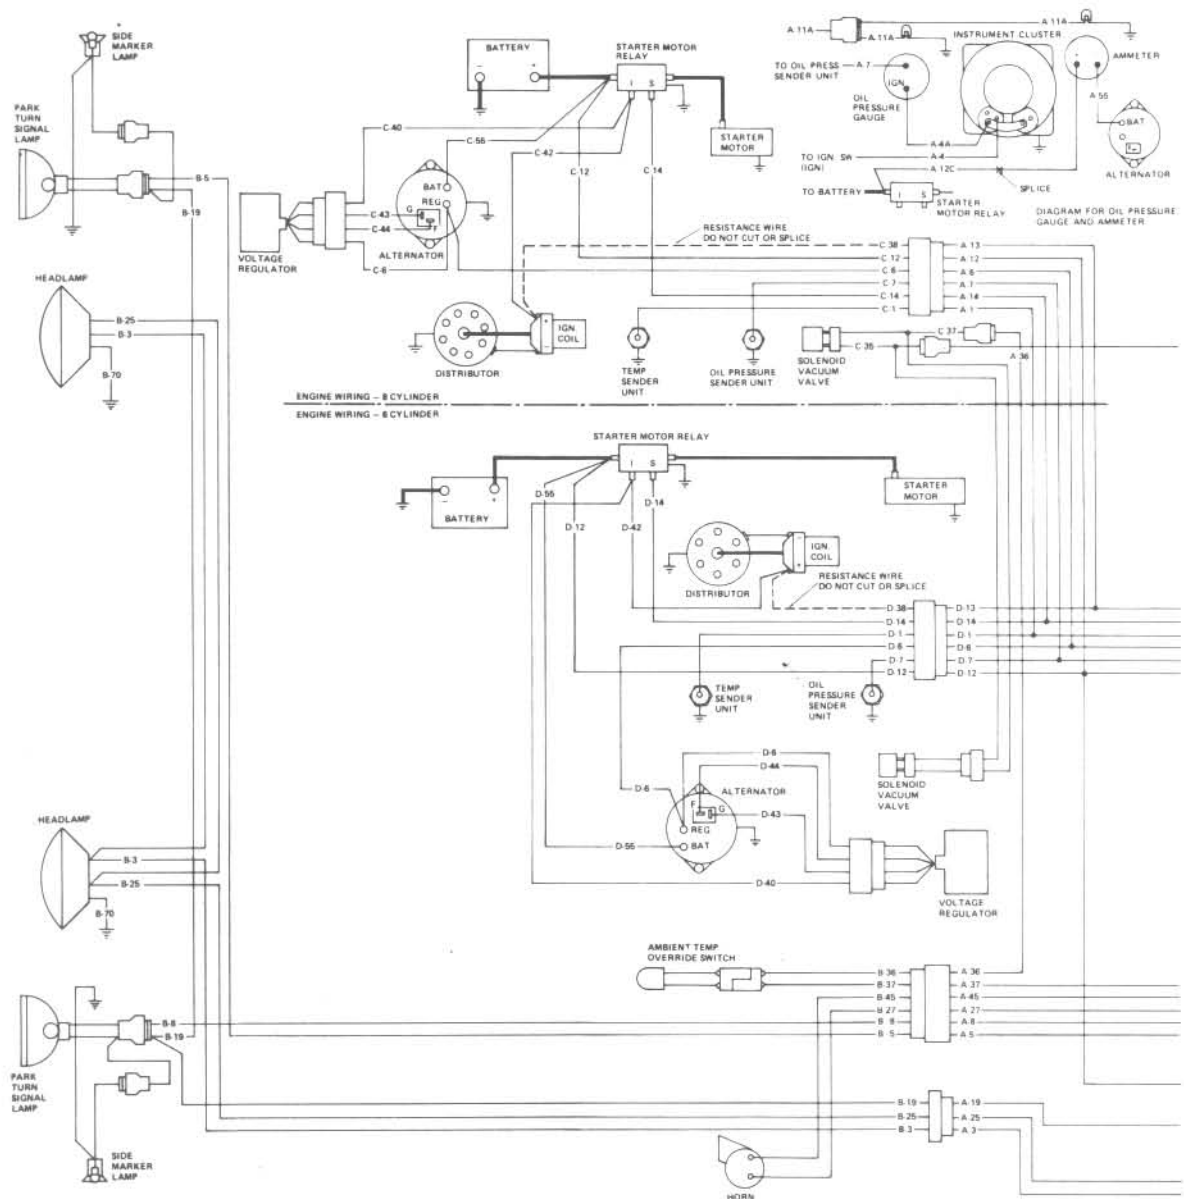 SIDE
MARKER
LAMP
PARK
TURN
SIGNAL
LAMP
B-5
B-19
BATTERY
- +
STARTER MOTOR
RELAY
I S
STARTER
MOTOR
C-40
C-55
C-42
C-12
C-14
BAT
REG
G
F
C-43
C-44
C-6
ALTERNATOR
VOLTAGE
REGULATOR
A 11A
A 11A
A 11A
INSTRUMENT CLUSTER
AMMETER
TO OIL PRESS
SENDER UNIT
A-7
IGN
OIL
PRESSURE
GAUGE
A 55
BAT
ALTERNATOR
A-4A
TO IGN SW
(IGN)
A-4
A 12C
SPLICE
TO BATTERY
I S
STARTER
MOTOR RELAY
DIAGRAM FOR OIL PRESSURE
GAUGE AND AMMETER
RESISTANCE WIRE
DO NOT CUT OR SPLICE
C 38
C 12
C 6
C 7
C 14
C 1
A 13
A 12
A 6
A 7
A 14
A 1
HEADLAMP
B-25
B-3
B-70
DISTRIBUTOR
+
-
IGN.
COIL
TEMP
SENDER
UNIT
OIL PRESSURE
SENDER UNIT
SOLENOID
VACUUM
VALVE
C 37
C 35
A 36
ENGINE WIRING – 8 CYLINDER
ENGINE WIRING – 6 CYLINDER
STARTER MOTOR RELAY
I S
BATTERY
- +
STARTER
MOTOR
D-55
D-12
D-42
D-14
DISTRIBUTOR
-
+
IGN.
COIL
RESISTANCE WIRE
DO NOT CUT OR SPLICE
D 38
D 14
D 1
D 6
D 7
D 12
D 13
D 14
D 1
D 6
D 7
D 12
TEMP
SENDER
UNIT
OIL
PRESSURE
SENDER
UNIT
SOLENOID
VACUUM
VALVE
D-6
D-44
D-6
ALTERNATOR
F G
REG
BAT
D-43
D-55
D-40
VOLTAGE
REGULATOR
HEADLAMP
B-3
B-25
B-70
AMBIENT TEMP
OVERRIDE SWITCH
B 36
B-37
B-45
B 27
B 8
B 5
A 36
A 37
A-45
A 27
A-8
A 5
PARK
TURN
SIGNAL
LAMP
B-8
B-19
SIDE
MARKER
LAMP
B 19
B-25
B-3
A-19
A 25
A 3
HORN